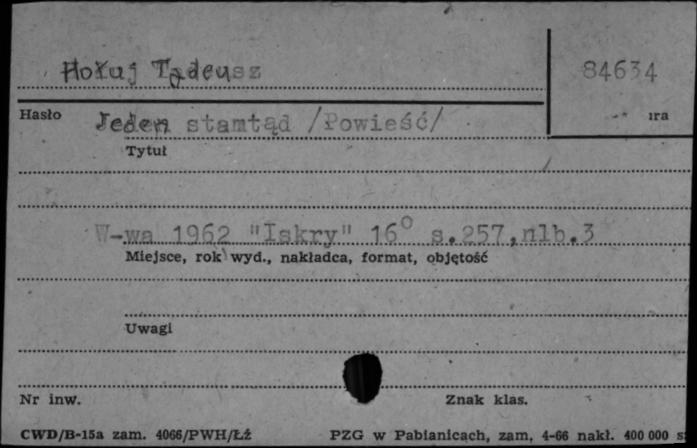 Hołuj Tadeusz
84634
Hasło
Jeden stamtąd /Powieść/
Tytuł
W-wa 1962 "Iskry" 16° s.257,nlb.3
Miejsce, rok wyd., nakładca, format, objętość
Uwagi
Nr inw. Znak klas.
CWD/B-15a zam. 4066/PWH/Łź PZG w Pabianicach, zam, 4-66 nakł. 400 000